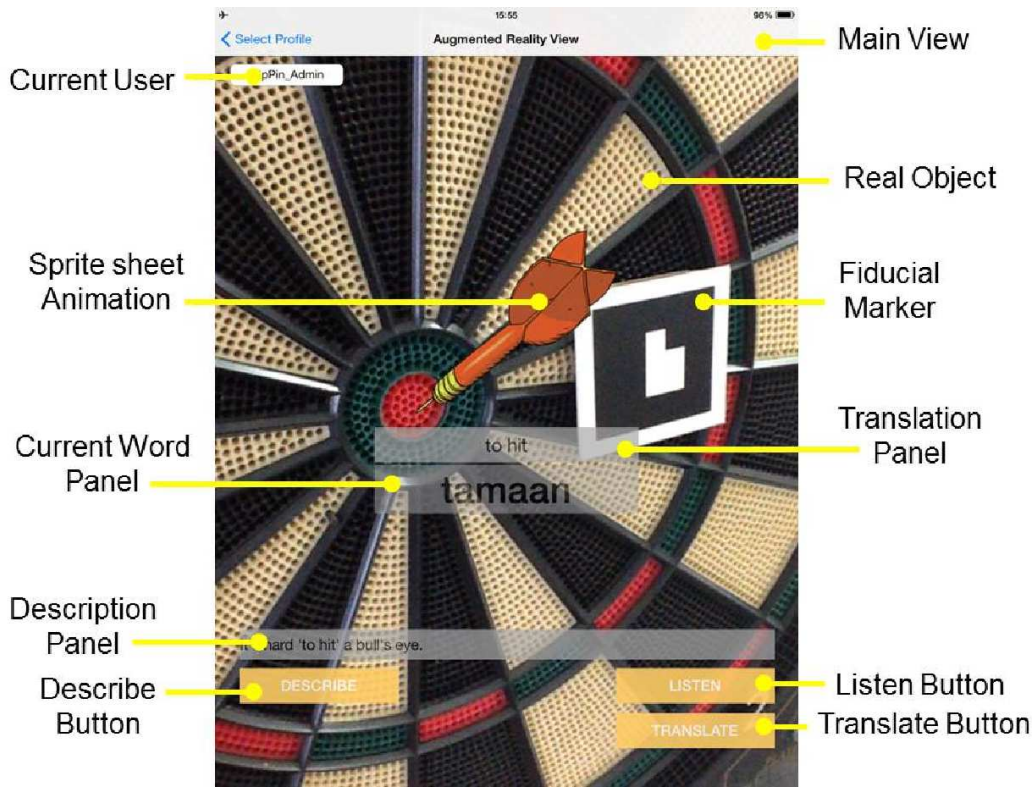 15:55
96%
Select Profile
Augmented Reality View
Main View
Current User
pPin_Admin
Real Object
Sprite sheet
Animation
Fiducial
Marker
to hit
Translation
Panel
Current Word
Panel
tamaan
Description
Panel
hard 'to hit' a bull's eye.
Describe
Button
DESCRIBE
LISTEN
Listen Button
TRANSLATE
Translate Button